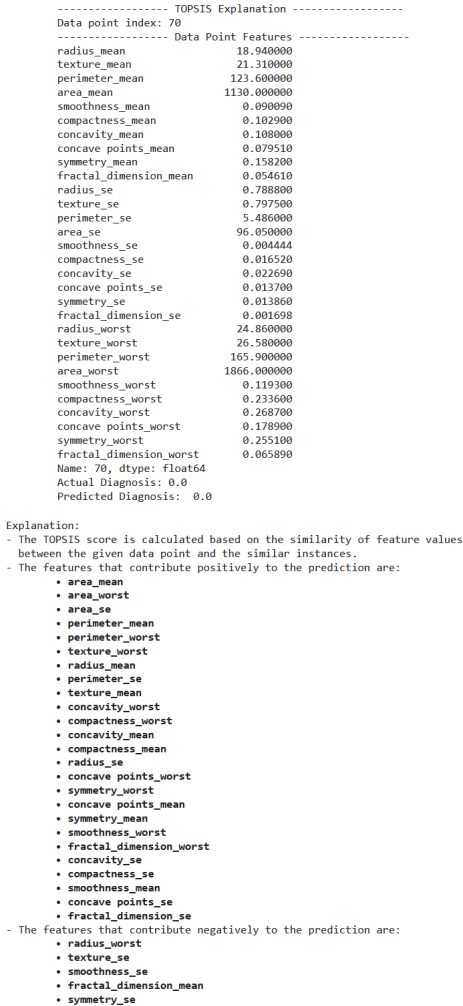 ----------------- TOPSIS Explanation -----------------
Data point index: 70
----------------- Data Point Features -----------------
radius_mean 18.940000
texture_mean 21.310000
perimeter_mean 123.600000
area_mean 1130.000000
smoothness_mean 0.090090
compactness_mean 0.102900
concavity_mean 0.108000
concave points_mean 0.079510
symmetry_mean 0.158200
fractal_dimension_mean 0.054610
radius_se 0.788800
texture_se 0.797500
perimeter_se 5.486000
area_se 96.050000
smoothness_se 0.004444
compactness_se 0.016520
concavity_se 0.022690
concave points_se 0.013700
symmetry_se 0.013860
fractal_dimension_se 0.001698
radius_worst 24.860000
texture_worst 26.580000
perimeter_worst 165.900000
area_worst 1866.000000
smoothness_worst 0.119300
compactness_worst 0.233600
concavity_worst 0.268700
concave points_worst 0.178900
symmetry_worst 0.255100
fractal_dimension_worst 0.065890
Name: 70, dtype: float64
Actual Diagnosis: 0.0
Predicted Diagnosis:  0.0
Explanation:
- The TOPSIS score is calculated based on the similarity of feature values
between the given data point and the similar instances.
- The features that contribute positively to the prediction are:
• area_mean
• area_worst
• area_se
• perimeter_mean
• perimeter_worst
• texture_worst
• radius_mean
• perimeter_se
• texture_mean
• concavity_worst
• compactness_worst
• concavity_mean
• compactness_mean
• radius_se
• concave points_worst
• symmetry_worst
• concave points_mean
• symmetry_mean
• smoothness_worst
• fractal_dimension_worst
• concavity_se
• compactness_se
• smoothness_mean
• concave points_se
• fractal_dimension_se
- The features that contribute negatively to the prediction are:
• radius_worst
• texture_se
• smoothness_se
• fractal_dimension_mean
• symmetry_se